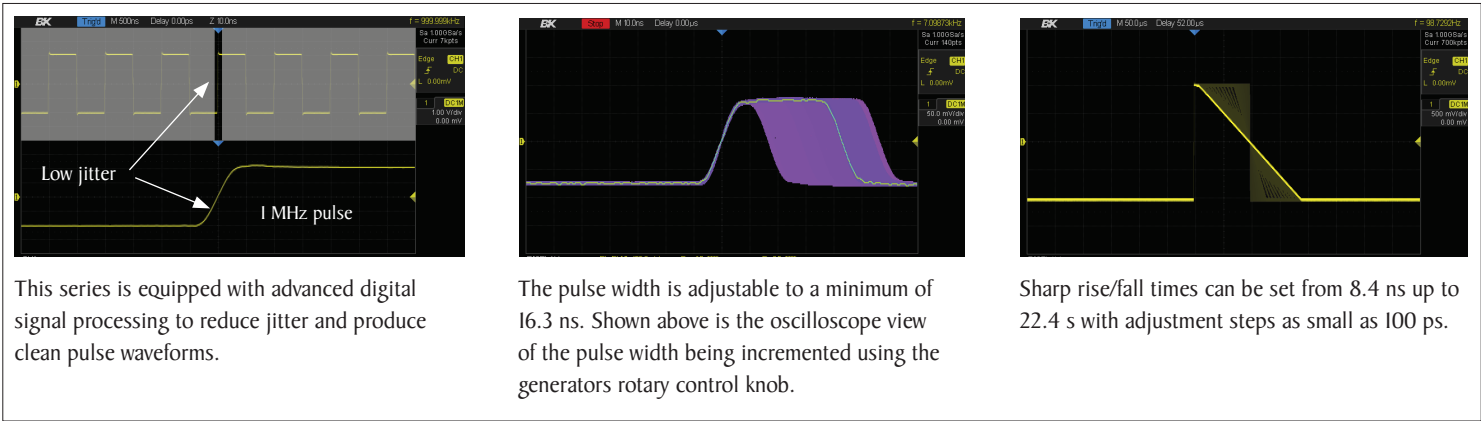 BK Trig'd M 500ns Delay 0.00ps Z 10.0ns f = 999.999kHz
Sa 1.00GSa/s
Curr 7kpts
Edge CH1
DC
L 0.00mV
1 DC1M
1.00 V/div
0.00 mV
Low jitter
1 MHz pulse
This series is equipped with advanced digital
signal processing to reduce jitter and produce
clean pulse waveforms.
BK Stop M 10.0ns Delay 0.00µs f = 7.09873kHz
Sa 1.00GSa/s
Curr 140pts
Edge CH1
DC
L 0.00mV
1 DC1M
50.0 mV/div
0.00 mV
The pulse width is adjustable to a minimum of
16.3 ns. Shown above is the oscilloscope view
of the pulse width being incremented using the
generators rotary control knob.
BK Trig'd M 50.0µs Delay 52.00µs f = 98.7292Hz
Sa 1.00GSa/s
Curr 700kpts
Edge CH1
DC
L 0.00mV
1 DC1M
500 mV/div
0.00 mV
Sharp rise/fall times can be set from 8.4 ns up to
22.4 s with adjustment steps as small as 100 ps.